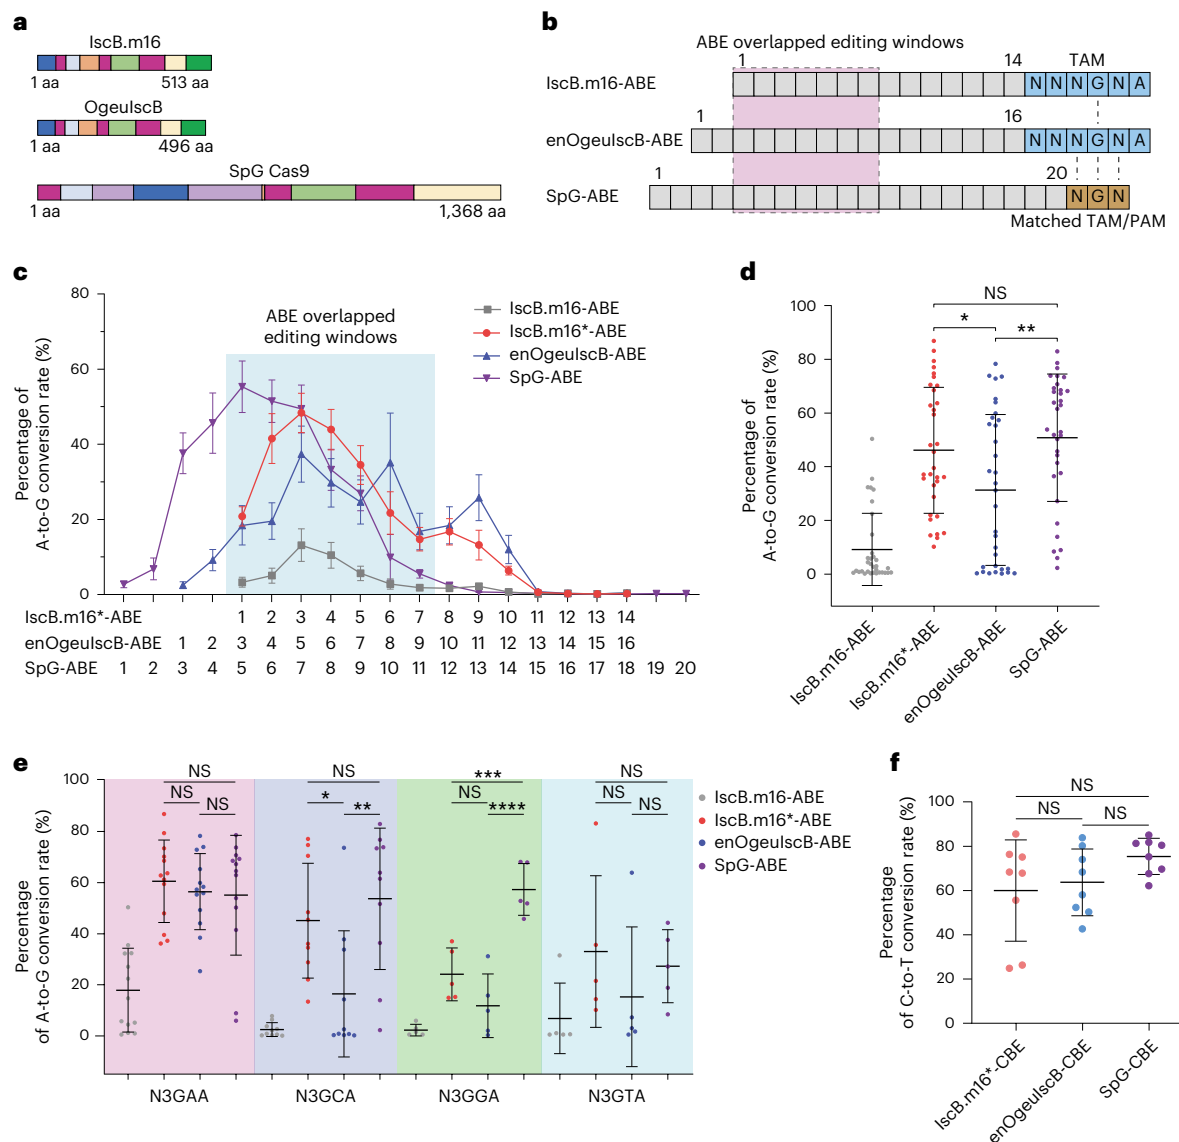 a
IscB.m16
1 aa 513 aa
OgeuIscB
1 aa 496 aa
SpG Cas9
1 aa 1,368 aa
b
ABE overlapped editing windows
1 14 TAM
IscB.m16-ABE N N N G N A
1 16
enOgeuIscB-ABE N N N G N A
1 20
SpG-ABE N G N
Matched TAM/PAM
c
Percentage of
A-to-G conversion rate (%)
80
60
40
20
0
ABE overlapped
editing windows
IscB.m16-ABE
IscB.m16*-ABE
enOgeuIscB-ABE
SpG-ABE
IscB.m16*-ABE 1 2 3 4 5 6 7 8 9 10 11 12 13 14
enOgeuIscB-ABE 1 2 3 4 5 6 7 8 9 10 11 12 13 14 15 16
SpG-ABE 1 2 3 4 5 6 7 8 9 10 11 12 13 14 15 16 17 18 19 20
d
Percentage of
A-to-G conversion rate (%)
100
80
60
40
20
0
NS
* **
IscB.m16-ABE
IscB.m16*-ABE
enOgeuIscB-ABE
SpG-ABE
e
Percentage
of A-to-G conversion rate (%)
100
80
60
40
20
0
NS NS *** NS
NS NS * ** NS **** NS NS
N3GAA N3GCA N3GGA N3GTA
IscB.m16-ABE
IscB.m16*-ABE
enOgeuIscB-ABE
SpG-ABE
f
Percentage
of C-to-T conversion rate (%)
100
80
60
40
20
0
NS
NS NS
IscB.m16*-CBE
enOgeuIscB-CBE
SpG-CBE